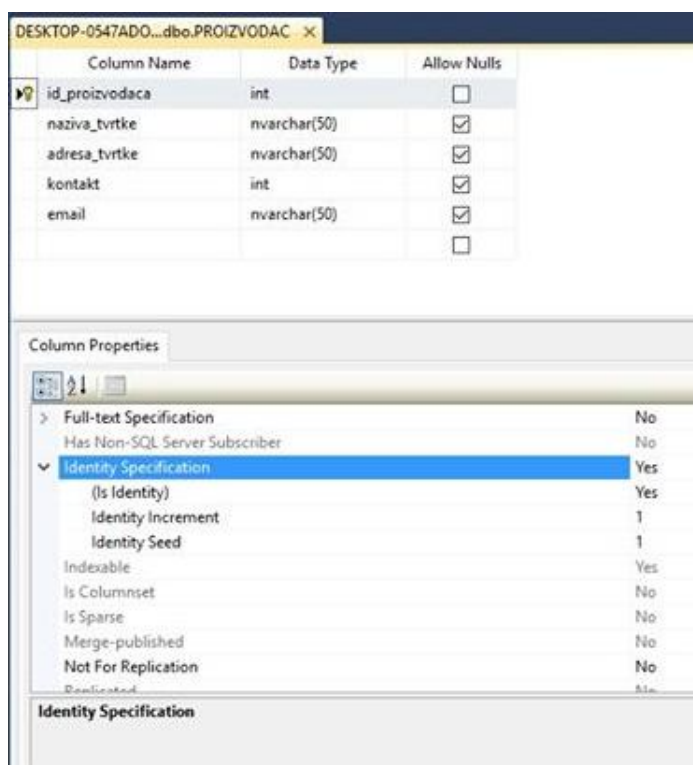 DESKTOP-0547ADO...dbo.PROIZVODAC ×
Column Name Data Type Allow Nulls
id_proizvodaca int
naziva_tvrtke nvarchar(50)
adresa_tvrtke nvarchar(50)
kontakt int
email nvarchar(50)
Column Properties
Full-text Specification No
Has Non-SQL Server Subscriber No
Identity Specification Yes
(Is Identity) Yes
Identity Increment 1
Identity Seed 1
Indexable Yes
Is Columnset No
Is Sparse No
Merge-published No
Not For Replication No
Replicated No
Identity Specification